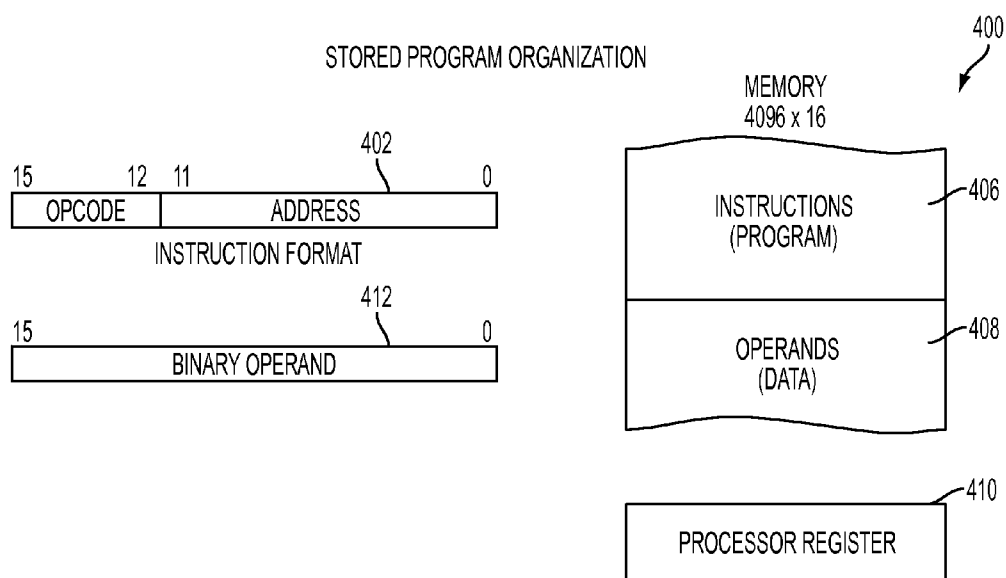 400
STORED PROGRAM ORGANIZATION
MEMORY
4096 x 16
402
15 12 11 0
OPCODE ADDRESS
INSTRUCTION FORMAT
406
INSTRUCTIONS
(PROGRAM)
412
15 0
BINARY OPERAND
408
OPERANDS
(DATA)
410
PROCESSOR REGISTER